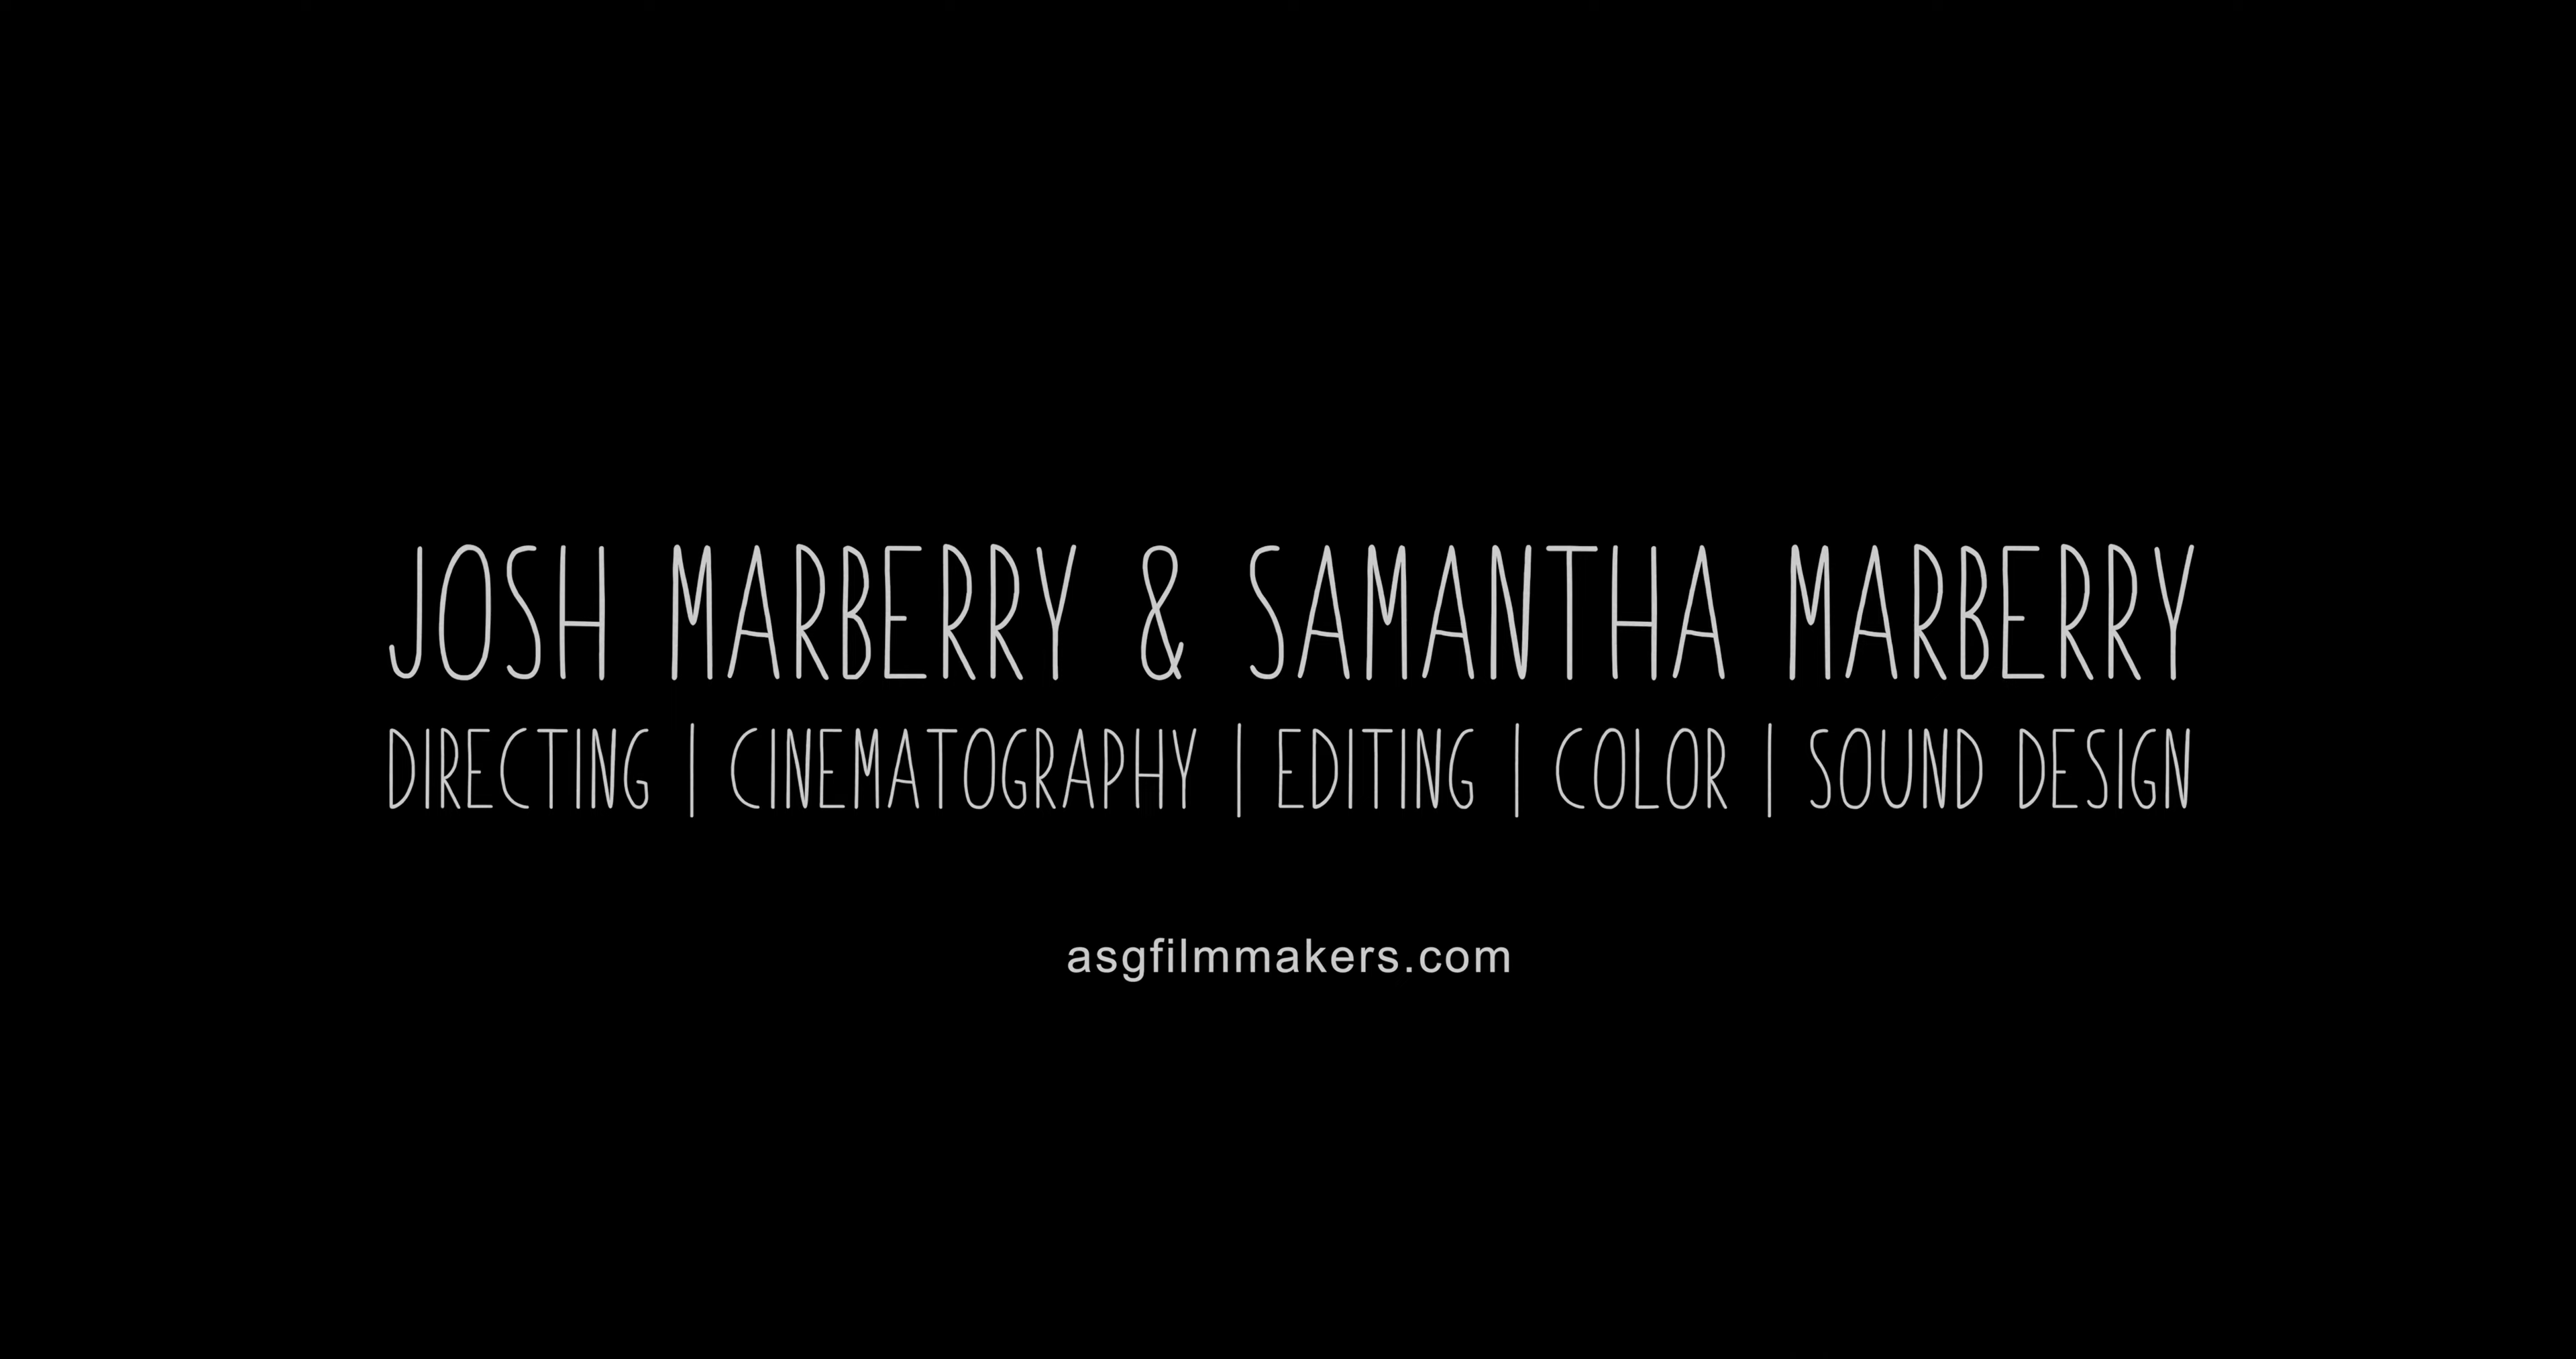 JOSH MARBERRY & SAMANTHA MARBERRY
DIRECTING | CINEMATOGRAPHY | EDITING | COLOR | SOUND DESIGN
asgfilmmakers.com